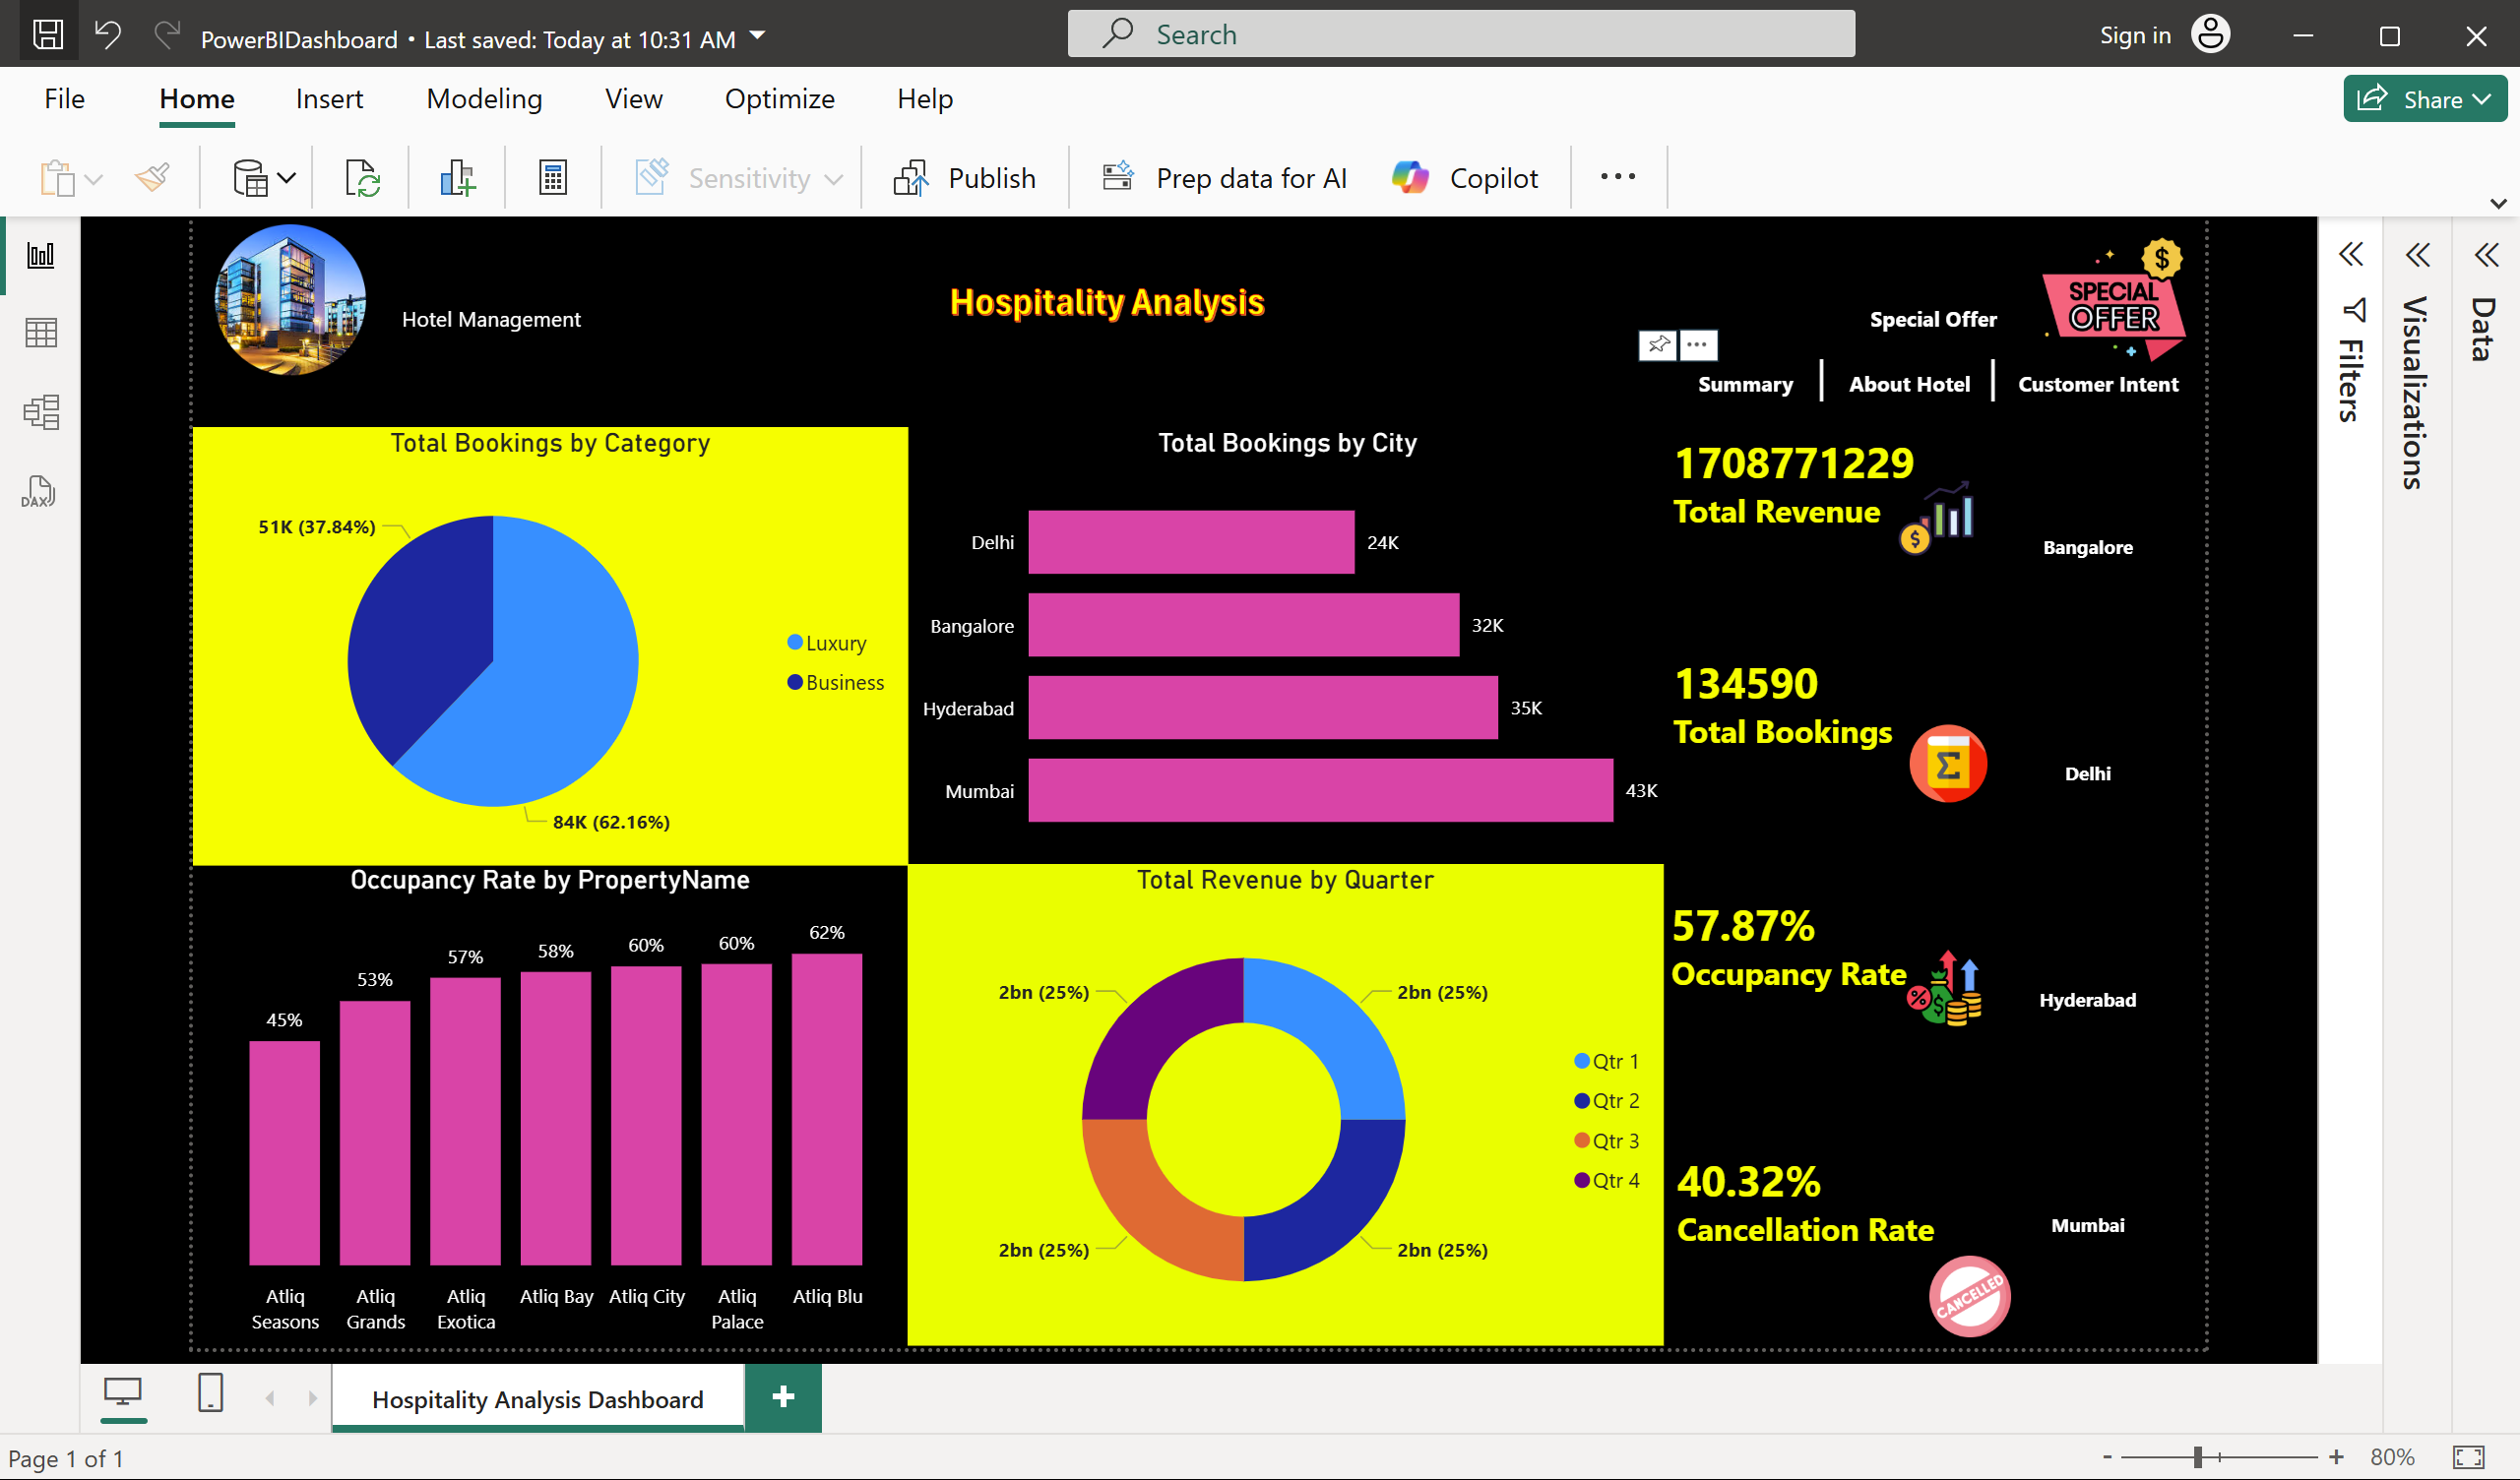 PowerBIDashboard • Last saved: Today at 10:31 AM
Search
Sign in
File
Home
Insert
Modeling
View
Optimize
Help
Share
Sensitivity
Publish
Prep data for AI
Copilot
DAX
Hotel Management
Hospitality Analysis
Special Offer
$
SPECIAL
OFFER
Summary
About Hotel
Customer Intent
Filters
Visualizations
Data
Total Bookings by Category
51K (37.84%)
84K (62.16%)
Luxury
Business
Total Bookings by City
Delhi
24K
Bangalore
32K
Hyderabad
35K
Mumbai
43K
1708771229
Total Revenue
$
Bangalore
134590
Total Bookings
Σ
Delhi
57.87%
Occupancy Rate
%
$
Hyderabad
40.32%
Cancellation Rate
CANCELLED
Mumbai
Occupancy Rate by PropertyName
45%
53%
57%
58%
60%
60%
62%
Atliq
Seasons
Atliq
Grands
Atliq
Exotica
Atliq Bay
Atliq City
Atliq
Palace
Atliq Blu
Total Revenue by Quarter
2bn (25%)
2bn (25%)
2bn (25%)
2bn (25%)
Qtr 1
Qtr 2
Qtr 3
Qtr 4
Hospitality Analysis Dashboard
+
Page 1 of 1
- + 80%